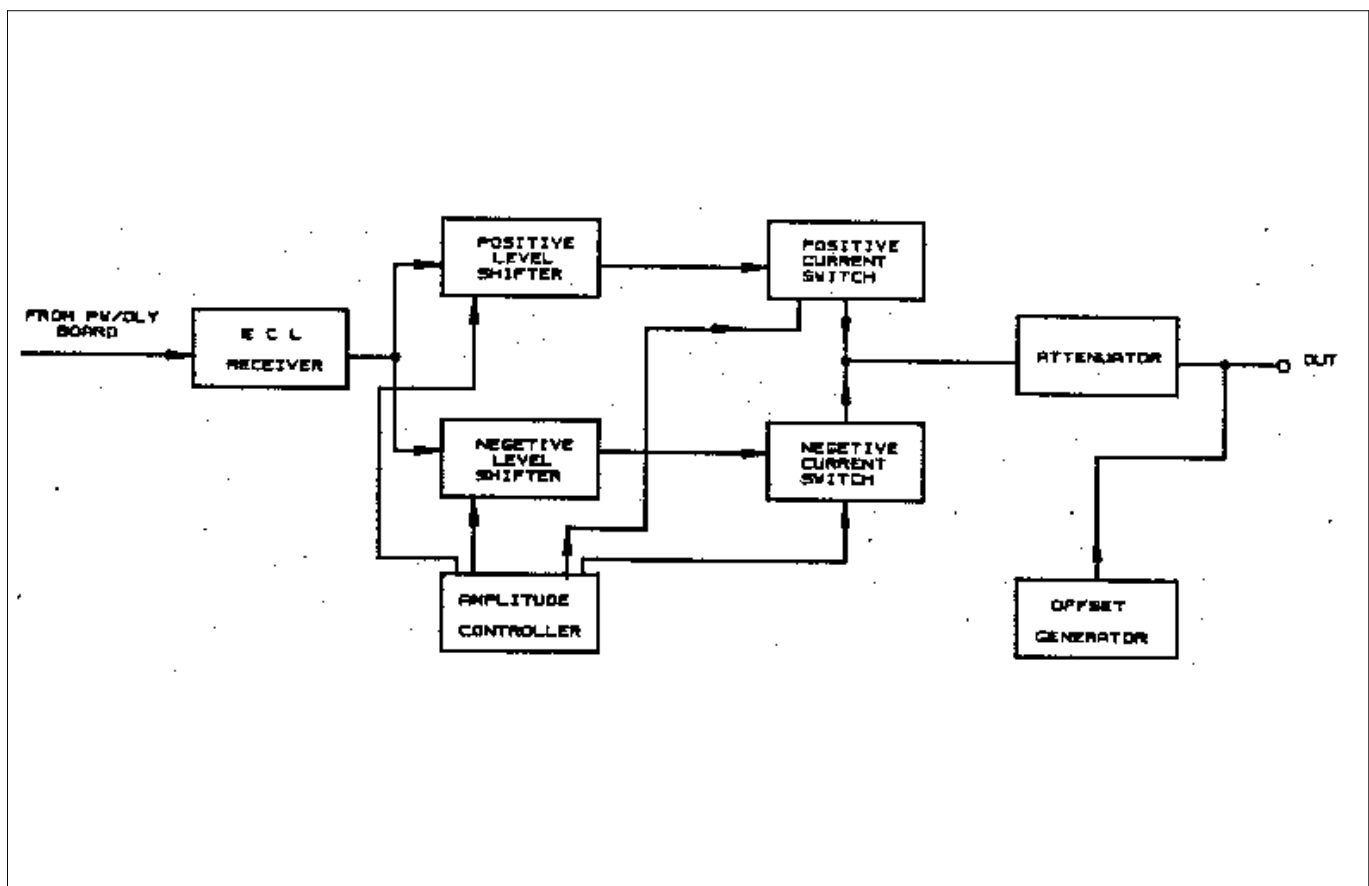 FROM PW/DLY
BOARD
E C L
RECEIVER
POSITIVE
LEVEL
SHIFTER
POSITIVE
CURRENT
SWITCH
NEGETIVE
LEVEL
SHIFTER
NEGETIVE
CURRENT
SWITCH
AMPLITUDE
CONTROLLER
ATTENUATOR
OUT
OFFSET
GENERATOR